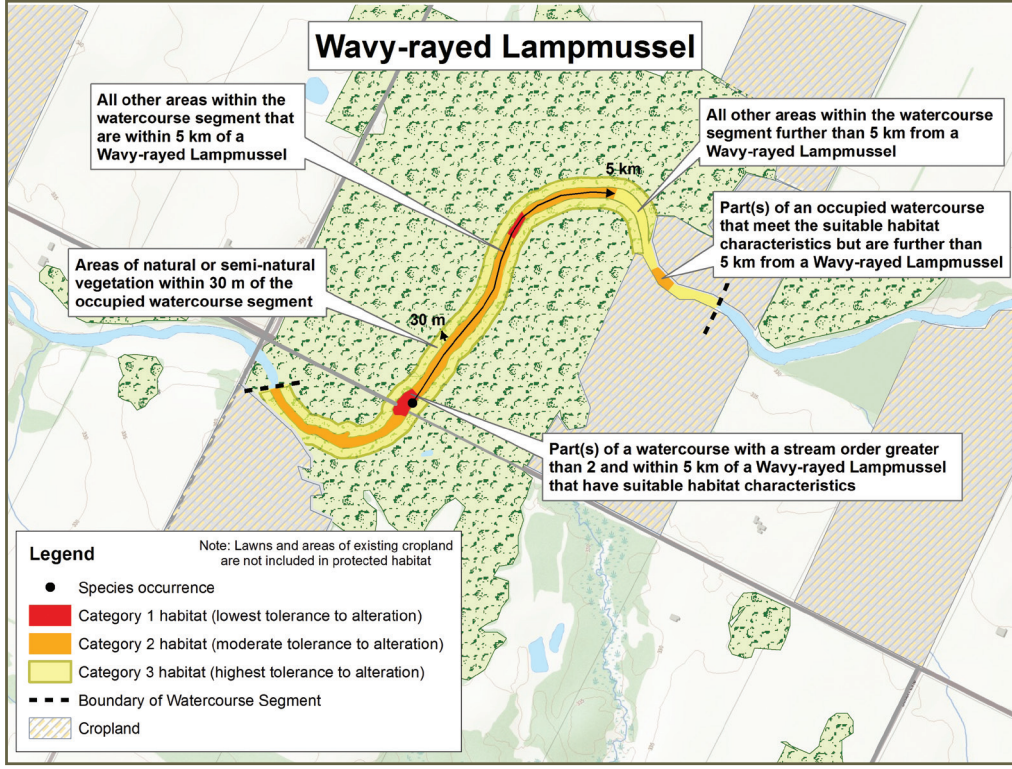 Wavy-rayed Lampmussel
All other areas within the
watercourse segment that
are within 5 km of a
Wavy-rayed Lampmussel
All other areas within the watercourse
segment further than 5 km from a
Wavy-rayed Lampmussel
5 km
Part(s) of an occupied watercourse
that meet the suitable habitat
characteristics but are further than
5 km from a Wavy-rayed Lampmussel
Areas of natural or semi-natural
vegetation within 30 m of the
occupied watercourse segment
30 m
Part(s) of a watercourse with a stream order greater
than 2 and within 5 km of a Wavy-rayed Lampmussel
that have suitable habitat characteristics
Legend
Note: Lawns and areas of existing cropland
are not included in protected habitat
Species occurrence
Category 1 habitat (lowest tolerance to alteration)
Category 2 habitat (moderate tolerance to alteration)
Category 3 habitat (highest tolerance to alteration)
Boundary of Watercourse Segment
Cropland